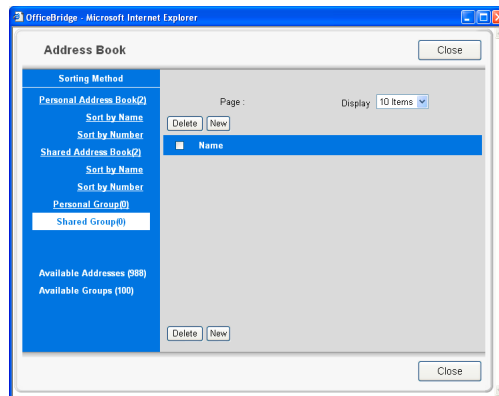 OfficeBridge - Microsoft Internet Explorer
Address Book
Close
Sorting Method
Personal Address Book(2)
Sort by Name
Sort by Number
Shared Address Book(2)
Sort by Name
Sort by Number
Personal Group(0)
Shared Group(0)
Available Addresses (988)
Available Groups (100)
Page :
Display 10 Items
Delete New
Name
Delete New
Close